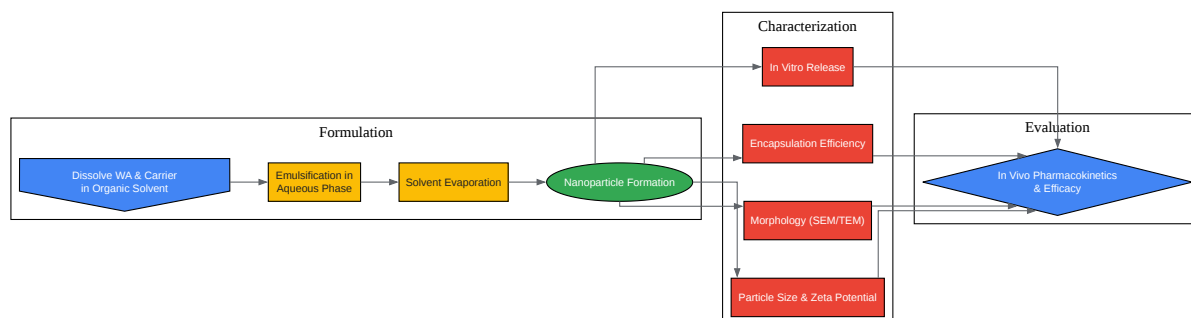 Formulation
Dissolve WA & Carrier
in Organic Solvent
Emulsification in
Aqueous Phase
Solvent Evaporation
Nanoparticle Formation
Characterization
In Vitro Release
Encapsulation Efficiency
Morphology (SEM/TEM)
Particle Size & Zeta Potential
Evaluation
In Vivo Pharmacokinetics
& Efficacy